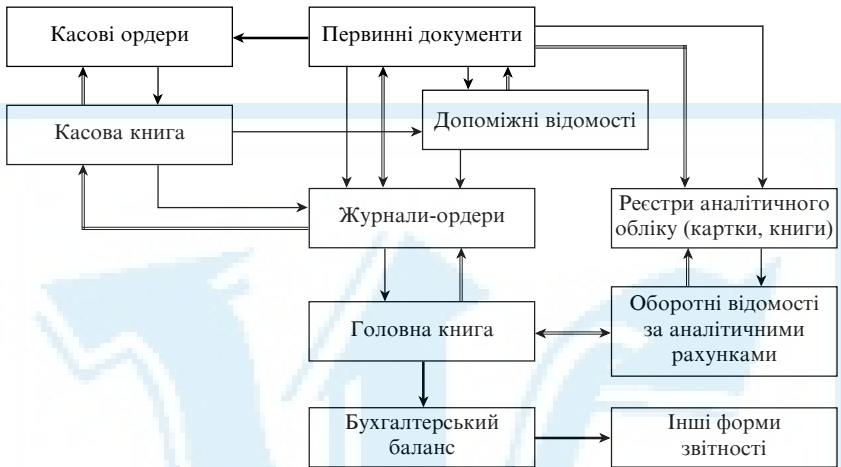 Касові ордери
Первинні документи
Касова книга
Допоміжні відомості
Журнали-ордери
Реєстри аналітичного
обліку (картки, книги)
Головна книга
Оборотні відомості
за аналітичними
рахунками
Бухгалтерський
баланс
Інші форми
звітності